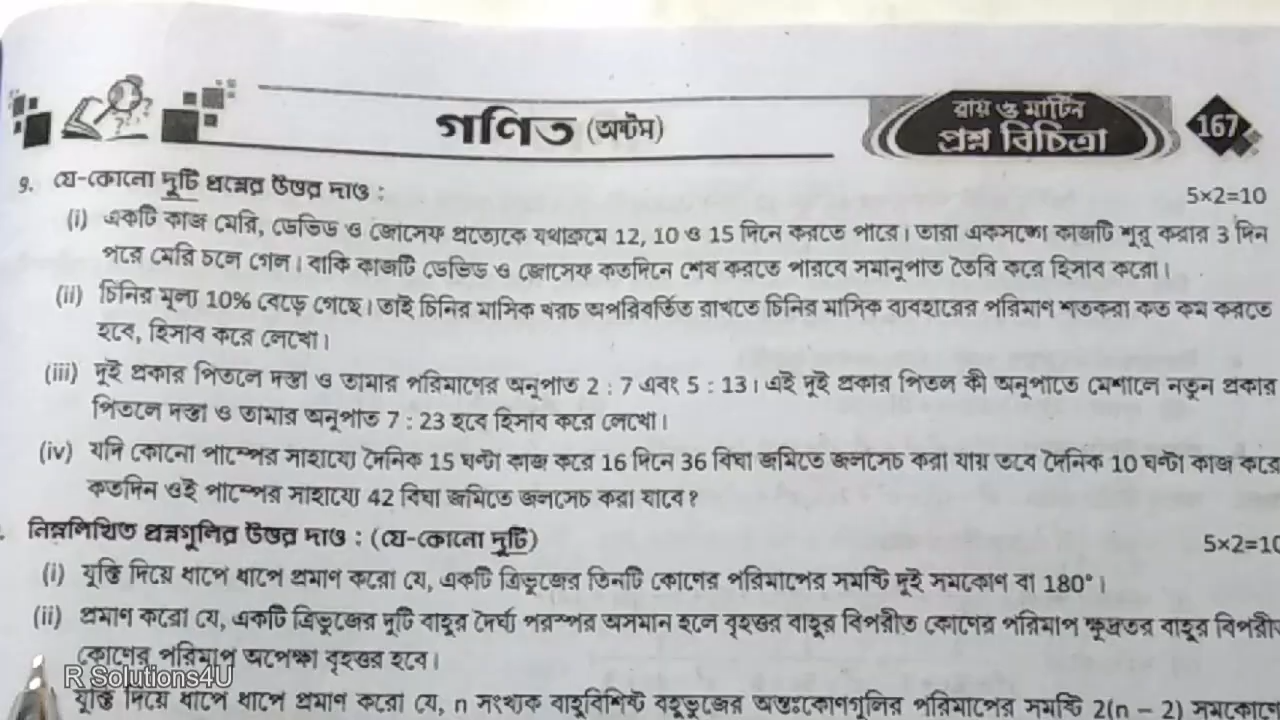 গণিত (অষ্টম)
রায় ও মার্টিন
প্রশ্ন বিচিত্রা
167
9. যে-কোনো দুটি প্রশ্নের উত্তর দাও : 5×2=10
(i) একটি কাজ মেরি, ডেভিড ও জোসেফ প্রত্যেকে যথাক্রমে 12, 10 ও 15 দিনে করতে পারে। তারা একসঙ্গে কাজটি শুরু করার 3 দিন
পরে মেরি চলে গেল। বাকি কাজটি ডেভিড ও জোসেফ কতদিনে শেষ করতে পারবে সমানুপাত তৈরি করে হিসাব করো।
(ii) চিনির মূল্য 10% বেড়ে গেছে। তাই চিনির মাসিক খরচ অপরিবর্তিত রাখতে চিনির মাসিক ব্যবহারের পরিমাণ শতকরা কত কম করতে
হবে, হিসাব করে লেখো।
(iii) দুই প্রকার পিতলে দস্তা ও তামার পরিমাণের অনুপাত 2 : 7 এবং 5 : 13। এই দুই প্রকার পিতল কী অনুপাতে মেশালে নতুন প্রকার
পিতলে দস্তা ও তামার অনুপাত 7 : 23 হবে হিসাব করে লেখো।
(iv) যদি কোনো পাম্পের সাহায্যে দৈনিক 15 ঘন্টা কাজ করে 16 দিনে 36 বিঘা জমিতে জলসেচ করা যায় তবে দৈনিক 10 ঘন্টা কাজ করে
কতদিন ওই পাম্পের সাহায্যে 42 বিঘা জমিতে জলসেচ করা যাবে?
নিম্নলিখিত প্রশ্নগুলির উত্তর দাও : (যে-কোনো দুটি) 5×2=10
(i) যুক্তি দিয়ে ধাপে ধাপে প্রমাণ করো যে, একটি ত্রিভুজের তিনটি কোণের পরিমাপের সমষ্টি দুই সমকোণ বা 180°।
(ii) প্রমাণ করো যে, একটি ত্রিভুজের দুটি বাহুর দৈর্ঘ্য পরস্পর অসমান হলে বৃহত্তর বাহুর বিপরীত কোণের পরিমাপ ক্ষুদ্রতর বাহুর বিপরীত
কোণের পরিমাপ অপেক্ষা বৃহত্তর হবে।
R Solutions4U
যুক্তি দিয়ে ধাপে ধাপে প্রমাণ করো যে, n সংখ্যক বাহুবিশিষ্ট বহুভুজের অন্তঃকোণগুলির পরিমাপের সমষ্টি 2(n – 2) সমকোণ